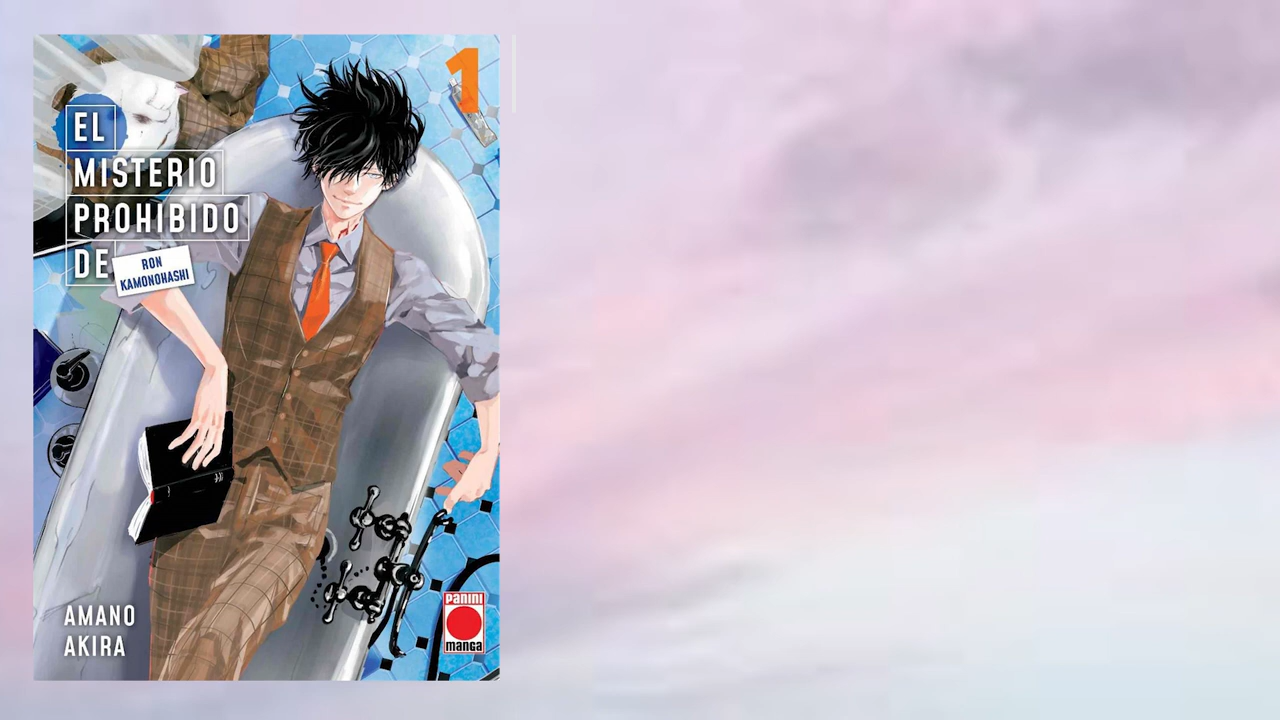 1
EL
MISTERIO
PROHIBIDO
DE
RON
KAMONOHASHI
AMANO
AKIRA
PANINI
manga